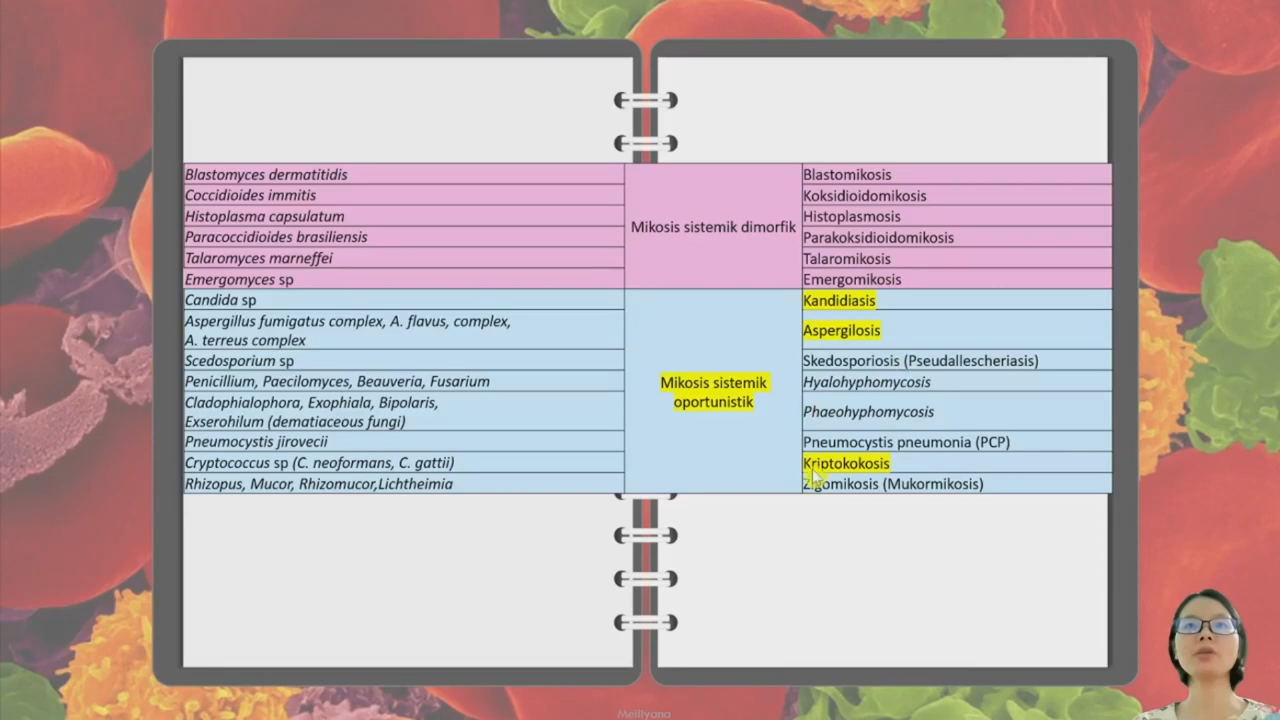 Blastomyces dermatitidis
Coccidioides immitis
Histoplasma capsulatum
Paracoccidioides brasiliensis
Talaromyces marneffei
Emergomyces sp
Mikosis sistemik dimorfik
Blastomikosis
Koksidioidomikosis
Histoplasmosis
Parakoksidioidomikosis
Talaromikosis
Emergomikosis
Candida sp
Aspergillus fumigatus complex, A. flavus, complex,
A. terreus complex
Scedosporium sp
Penicillium, Paecilomyces, Beauveria, Fusarium
Cladophialophora, Exophiala, Bipolaris,
Exserohilum (dematiaceous fungi)
Pneumocystis jirovecii
Cryptococcus sp (C. neoformans, C. gattii)
Rhizopus, Mucor, Rhizomucor,Lichtheimia
Mikosis sistemik
oportunistik
Kandidiasis
Aspergilosis
Skedosporiosis (Pseudallescheriasis)
Hyalohyphomycosis
Phaeohyphomycosis
Pneumocystis pneumonia (PCP)
Kriptokokosis
Zigomikosis (Mukormikosis)
Meiltyana